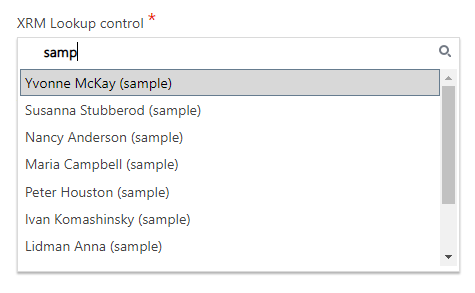 XRM Lookup control *
samp
Yvonne McKay (sample)
Susanna Stubberod (sample)
Nancy Anderson (sample)
Maria Campbell (sample)
Peter Houston (sample)
Ivan Komashinsky (sample)
Lidman Anna (sample)